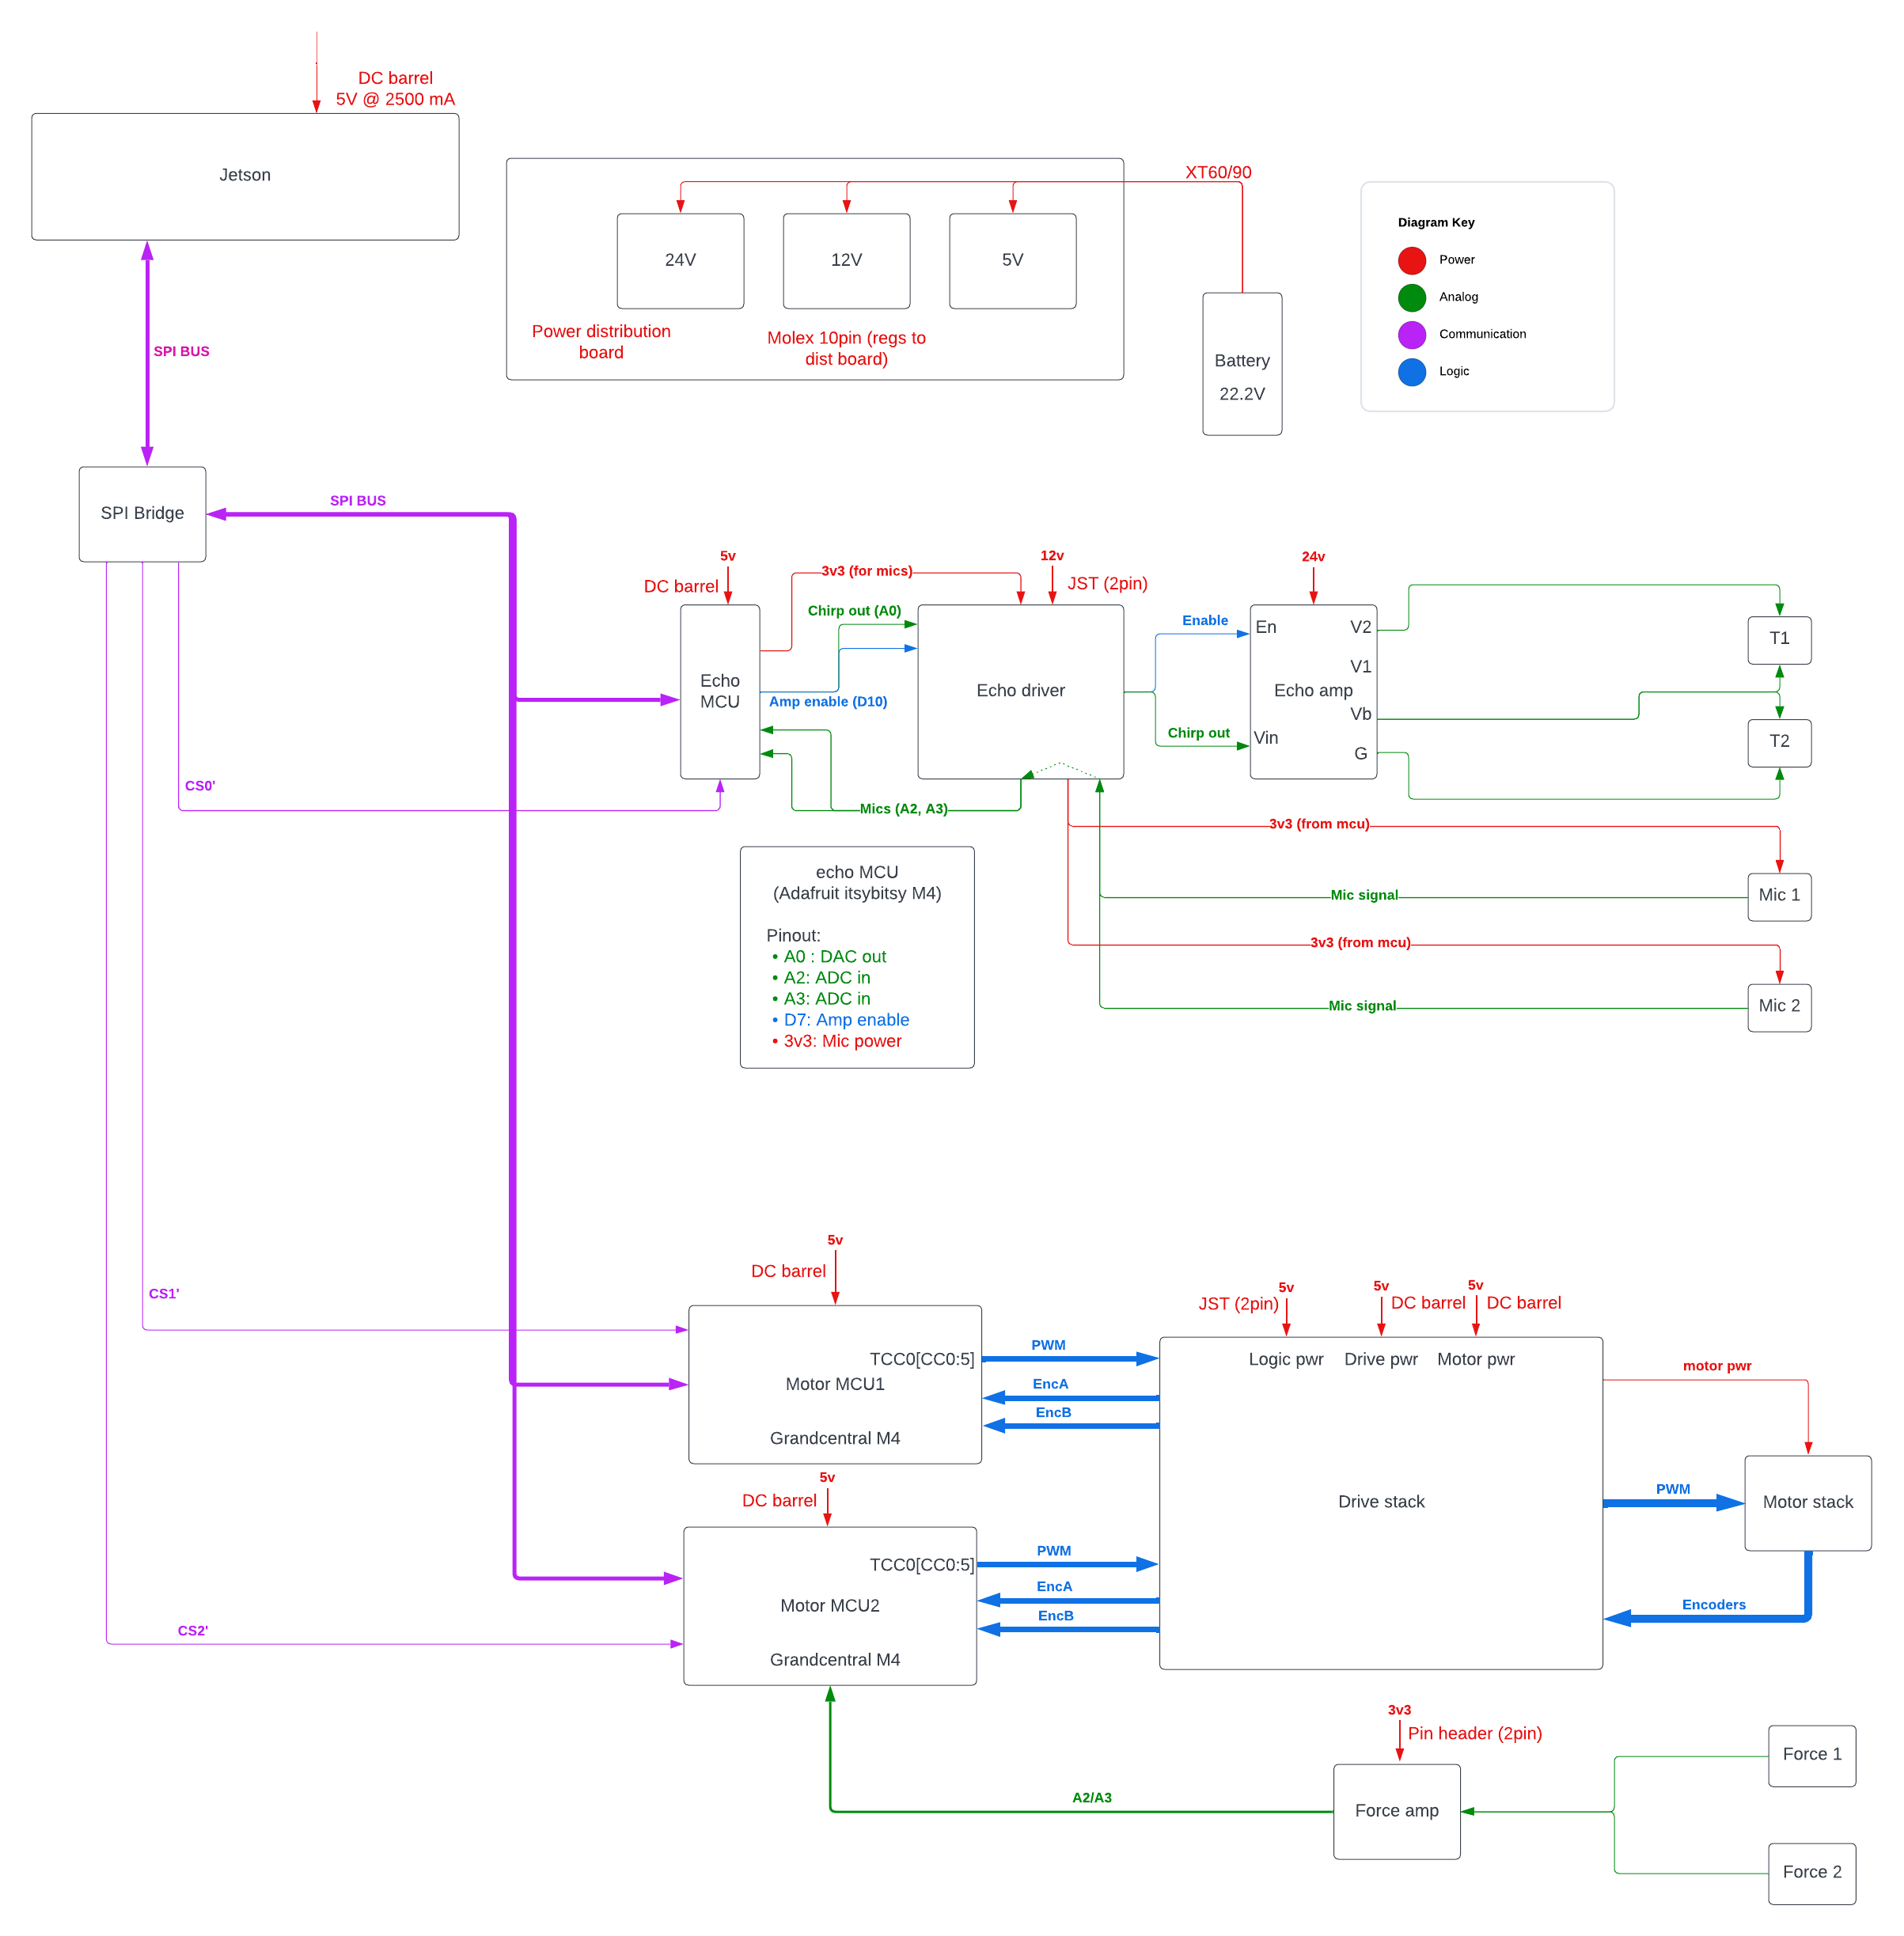 DC barrel
5V @ 2500 mA
Jetson
XT60/90
24V
12V
5V
Power distribution
board
Molex 10pin (regs to
dist board)
Battery
22.2V
Diagram Key
Power
Analog
Communication
Logic
SPI BUS
SPI Bridge
SPI BUS
5v
DC barrel
3v3 (for mics)
12v
JST (2pin)
24v
Chirp out (A0)
Amp enable (D10)
Echo
MCU
Echo driver
Enable
Chirp out
En
V2
V1
Echo amp
Vb
Vin
G
T1
T2
CS0'
Mics (A2, A3)
3v3 (from mcu)
Mic 1
Mic signal
3v3 (from mcu)
Mic 2
Mic signal
echo MCU
(Adafruit itsybitsy M4)
Pinout:
• A0 : DAC out
• A2: ADC in
• A3: ADC in
• D7: Amp enable
• 3v3: Mic power
CS1'
5v
DC barrel
TCC0[CC0:5]
Motor MCU1
Grandcentral M4
PWM
EncA
EncB
JST (2pin)
5v
5v
DC barrel
5v
DC barrel
Logic pwr
Drive pwr
Motor pwr
Drive stack
motor pwr
PWM
Motor stack
Encoders
5v
DC barrel
TCC0[CC0:5]
Motor MCU2
Grandcentral M4
PWM
EncA
EncB
CS2'
3v3
Pin header (2pin)
A2/A3
Force amp
Force 1
Force 2